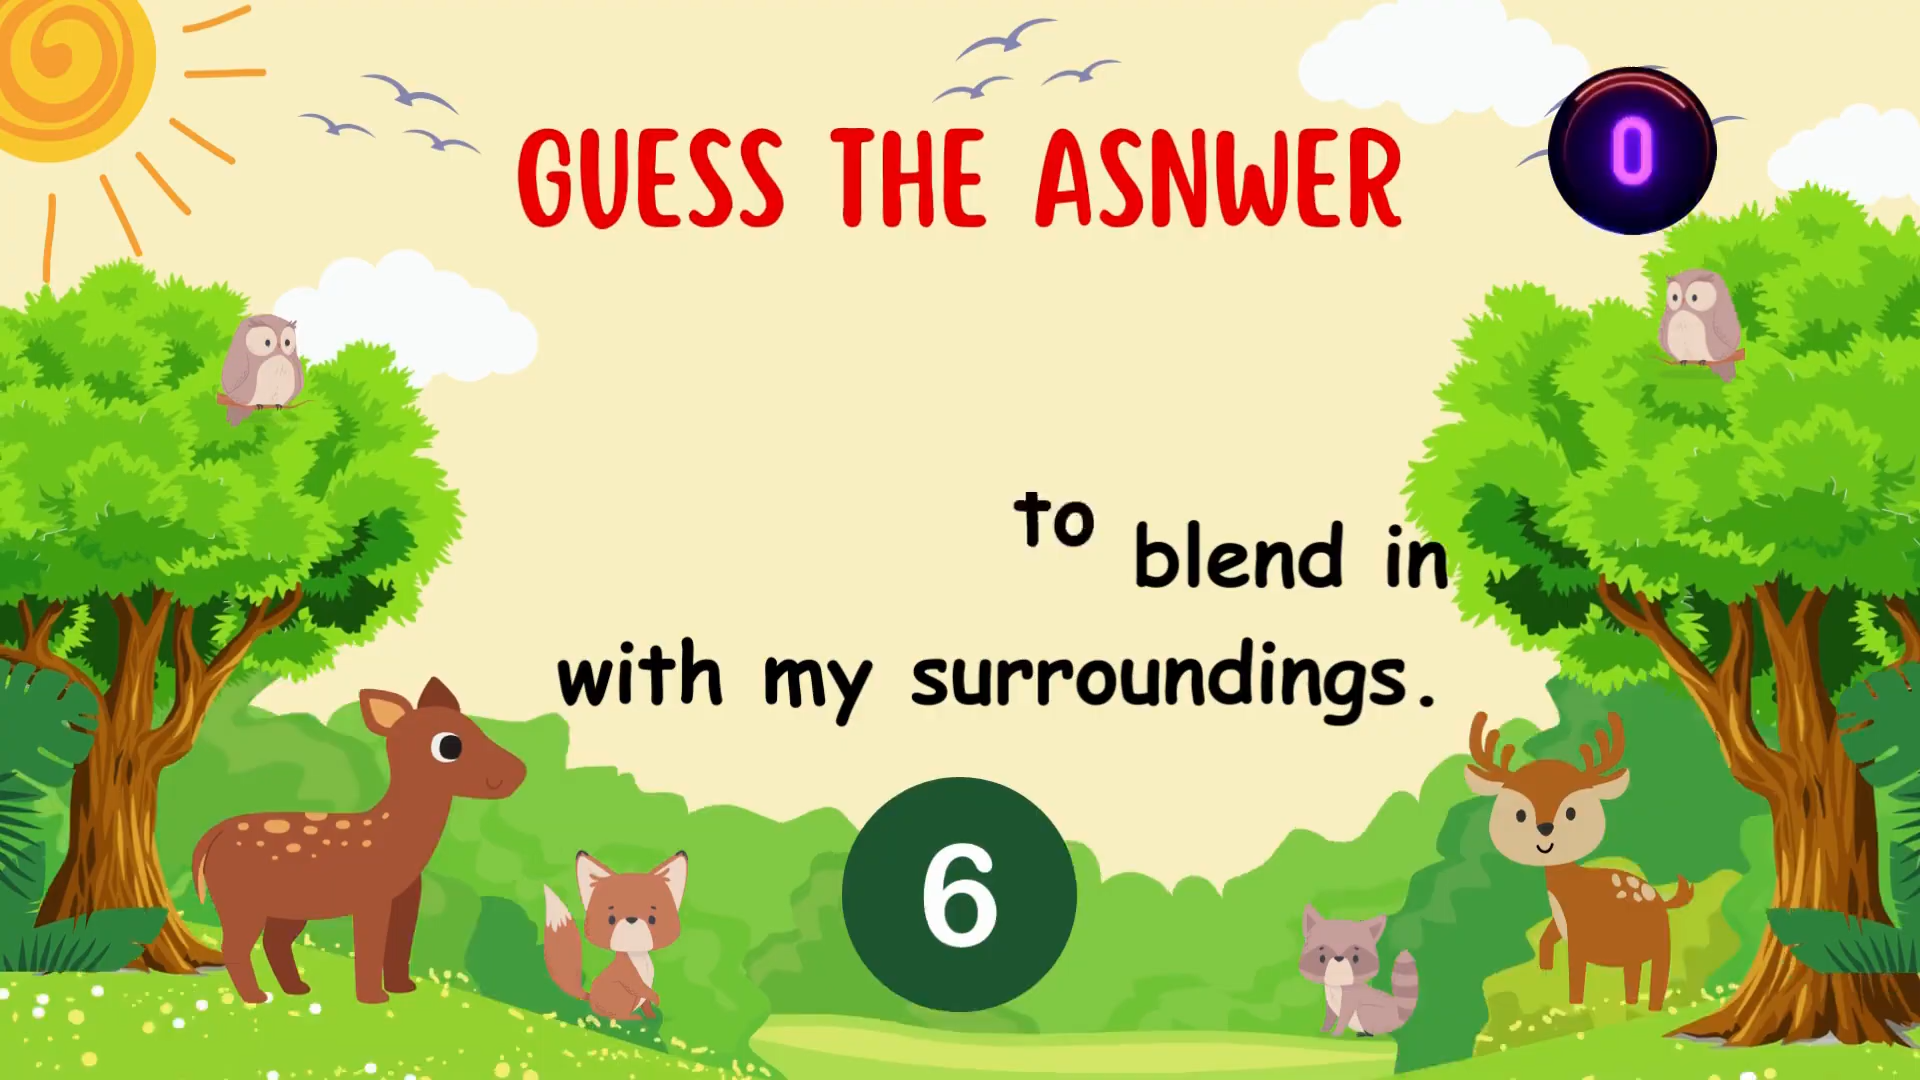 GUESS THE ASNWER
0
to blend in
with my surroundings.
6